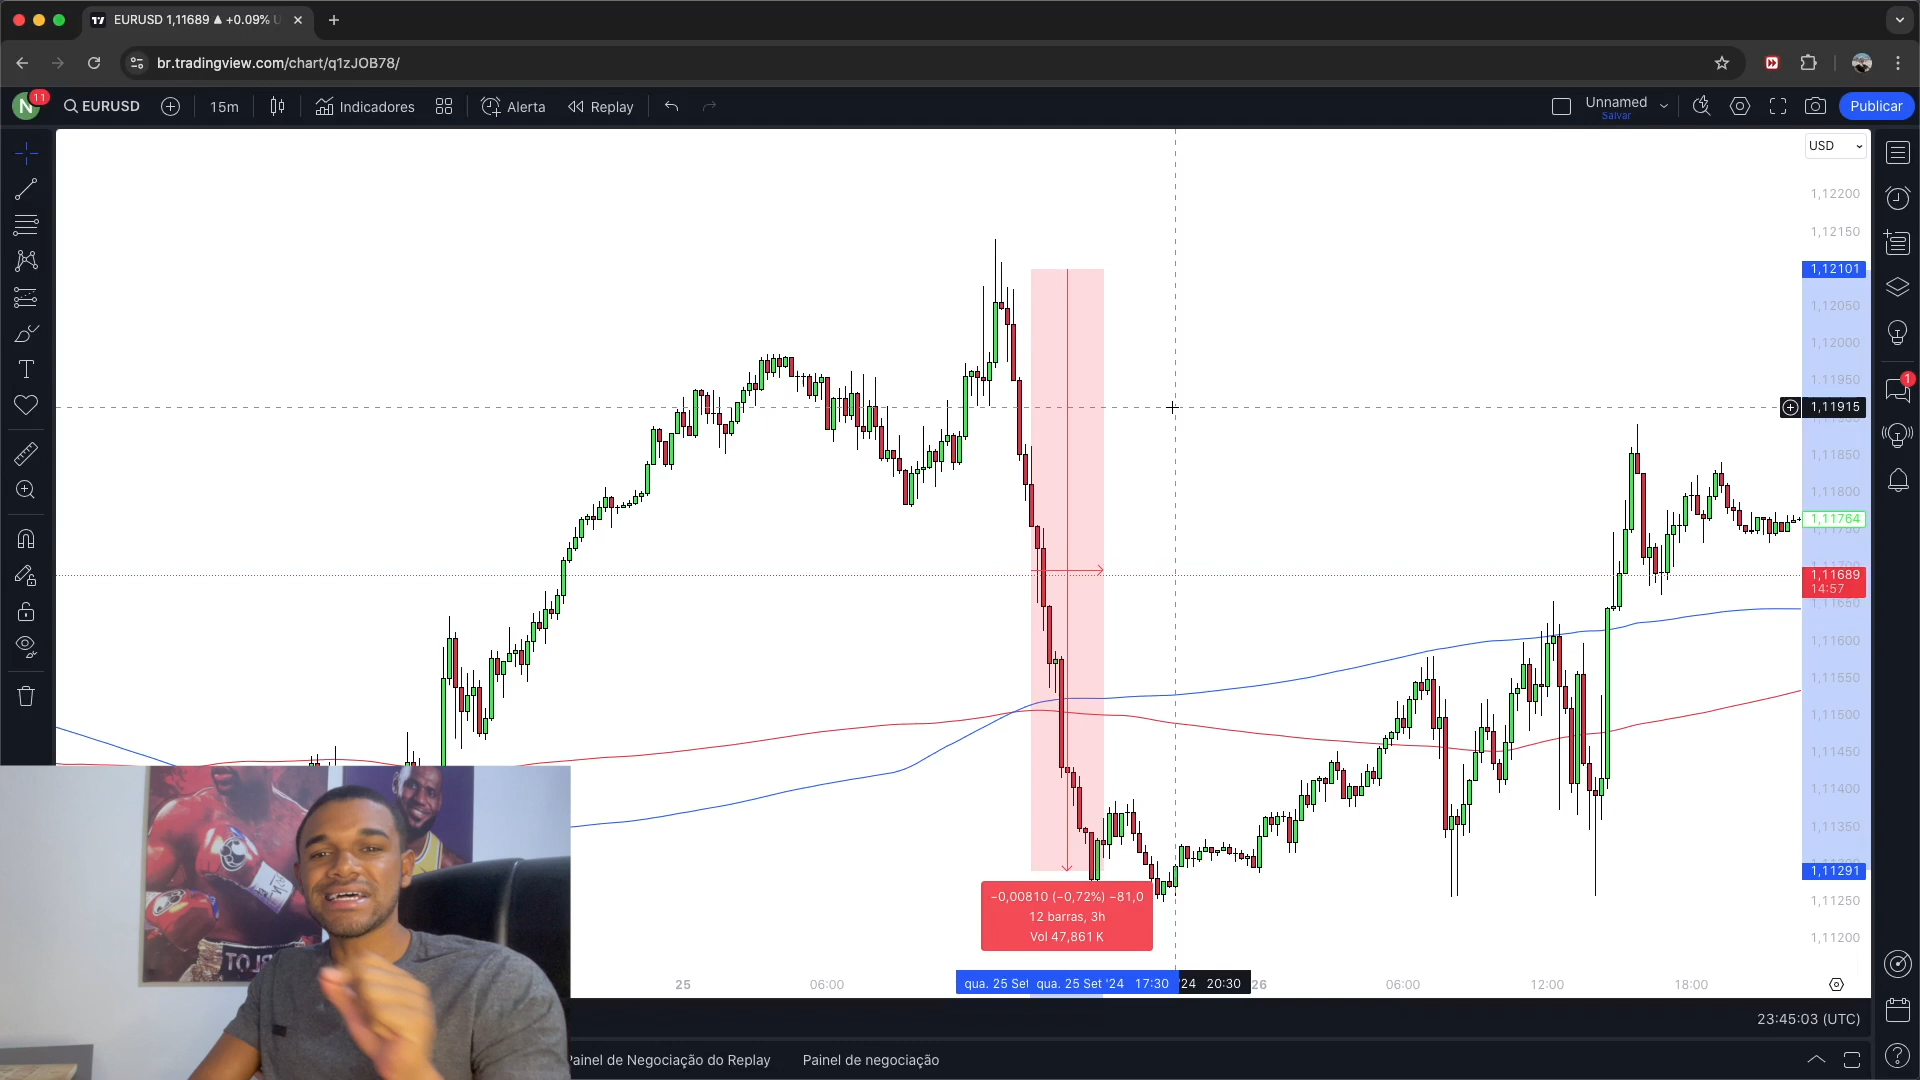 EURUSD 1,11689 ▲ +0.09% U
br.tradingview.com/chart/q1zJOB78/
N
11
EURUSD
15m
Indicadores
Alerta
Replay
Unnamed
Salvar
Publicar
USD
1,12200
1,12150
1,12101
1,12050
1,12000
1,11950
1,11915
1,11850
1,11800
1,11764
1,11689
14:57
1,11650
1,11600
1,11550
1,11500
1,11450
1,11400
1,11350
1,11291
1,11250
1,11200
1
−0,00810 (−0,72%) −81,0
12 barras, 3h
Vol 47,861 K
25
06:00
qua. 25 Set
qua. 25 Set '24 17:30
'24 20:30
26
06:00
12:00
18:00
23:45:03 (UTC)
Painel de Negociação do Replay
Painel de negociação